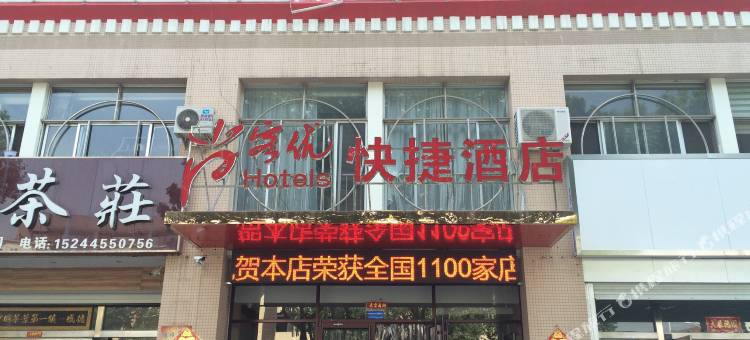 尚客优
Hotels
快捷酒店
茶莊
电话:15244550756
贺本店荣获全国1100家店